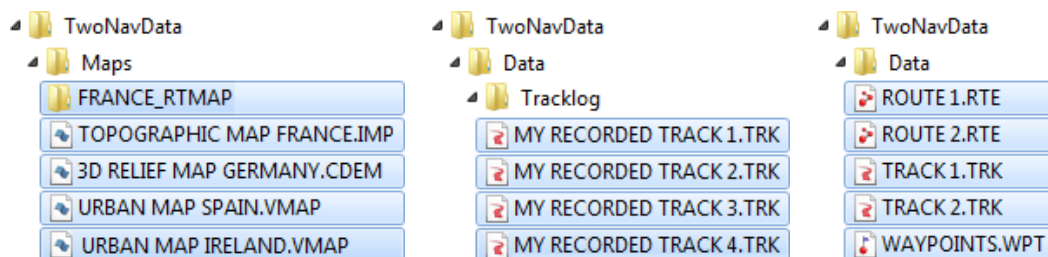 TwoNavData
Maps
FRANCE_RTMAP
TOPOGRAPHIC MAP FRANCE.IMP
3D RELIEF MAP GERMANY.CDEM
URBAN MAP SPAIN.VMAP
URBAN MAP IRELAND.VMAP
TwoNavData
Data
Tracklog
MY RECORDED TRACK 1.TRK
MY RECORDED TRACK 2.TRK
MY RECORDED TRACK 3.TRK
MY RECORDED TRACK 4.TRK
TwoNavData
Data
ROUTE 1.RTE
ROUTE 2.RTE
TRACK 1.TRK
TRACK 2.TRK
WAYPOINTS.WPT